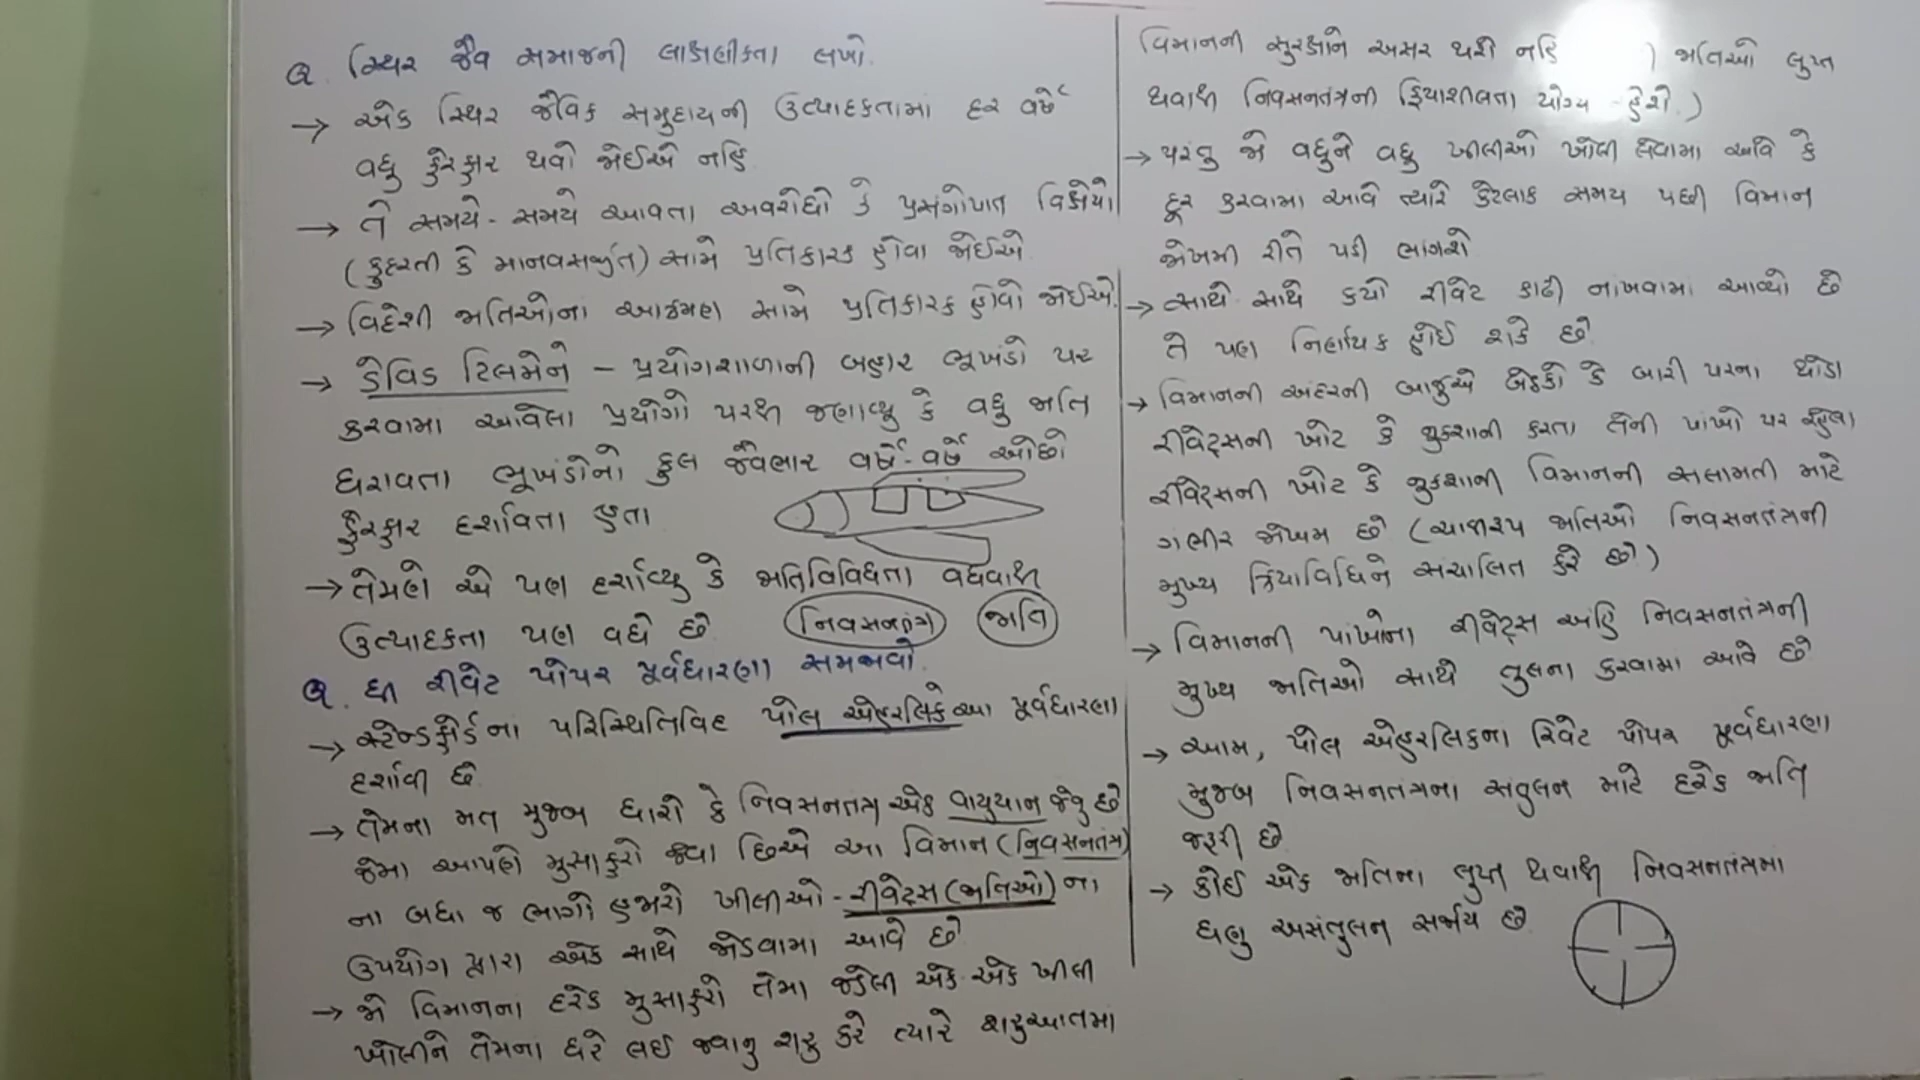 Q. સ્થિર જૈવ સમાજની લાક્ષણીકતા લખો.
→ એક સ્થિર જૈવિક સમુદાયની ઉત્પાદકતામાં દર વર્ષે
વધુ ફેરફાર થવો જોઈએ નહિ
→ તે સમયે-સમયે આવતા અવરોધો કે પ્રસંગોપાત વિક્ષેપો
(કુદરતી કે માનવસર્જીત) સામે પ્રતિકારક હોવા જોઈએ
→ વિદેશી જાતિઓના આક્રમણ સામે પ્રતિકારક હોવો જોઈએ.
→ ડેવિડ ટિલમેને - પ્રયોગશાળાની બહાર ભૂખંડો પર
કરવામા આવેલા પ્રયોગો પરથી જણાવ્યુ કે વધુ જાતિ
ધરાવતા ભૂખંડોનો કુલ જૈવભાર વર્ષે-વર્ષે ઓછો
ફેરફાર દર્શાવતા હતા
→ તેમણે એ પણ દર્શાવ્યુ કે જાતિવિવિધતા વધવાથી
ઉત્પાદકતા પણ વધે છે
નિવસનતંત્ર જાતિ
Q. ધ રીવેટ પોપર પૂર્વધારણા સમજાવો.
→ સ્ટેન્ડફોર્ડના પરિસ્થિતિવિદ પોલ એહરલિકે આ પૂર્વધારણા
દર્શાવી છે
→ તેમના મત મુજબ ધારો કે નિવસનતંત્ર એક વાયુયાન જેવુ છે
જેમા આપણે મુસાફરો જેવા છિએ આ વિમાન (નિવસનતંત્ર)
ના બધા જ ભાગો હજારો ખીલીઓ - રીવેટ્સ (જાતિઓ) ના
ઉપયોગ દ્વારા એક સાથે જોડવામાં આવે છે
→ જો વિમાનના દરેક મુસાફરો તેમા જડેલી એક-એક ખીલી
ખોલીને તેમના ઘરે લઈ જવાનુ શરૂ કરે ત્યારે શરૂઆતમા
વિમાનની સુરક્ષાને અસર થશે નહિ ) જાતિઓ લુપ્ત
થવાથી નિવસનતંત્રની ક્રિયાશીલતા યોગ્ય હેશે.)
→ પરંતુ જો વધુને વધુ ખીલીઓ ખોલી લેવામા આવે કે
દૂર કરવામા આવે ત્યારે કેટલાક સમય પછી વિમાન
જોખમી રીતે પડી ભાંગશે
→ સાથે-સાથે કયો રીવેટ કાઢી નાંખવામા આવ્યો છે
તે પણ નિર્ણાયક હોઈ શકે છે
→ વિમાનની અંદરની બાજુએ બેઠકો કે બારી પરના થોડા
રીવેટ્સની ખોટ કે નુકશાની કરતા તેની પાંખો પર રહેલા
રીવેટ્સની ખોટ કે નુકશાની વિમાનની સલામતી માટે
ગંભીર જોખમ છે (ચાવીરૂપ જાતિઓ નિવસનતંત્રની
મુખ્ય ક્રિયાવિધિને સંચાલિત કરે છે)
→ વિમાનની પાંખોના રીવેટ્સ અહિં નિવસનતંત્રની
મુખ્ય જાતિઓ સાથે તુલના કરવામા આવે છે
→ આમ, પોલ એહરલિકના રિવેટ પોપર પૂર્વધારણા
મુજબ નિવસનતંત્રના સંતુલન માટે દરેક જાતિ
જરૂરી છે
→ કોઈ એક જાતિના લુપ્ત થવાથી નિવસનતંત્રમા
ઘણુ અસંતુલન સર્જાય છે